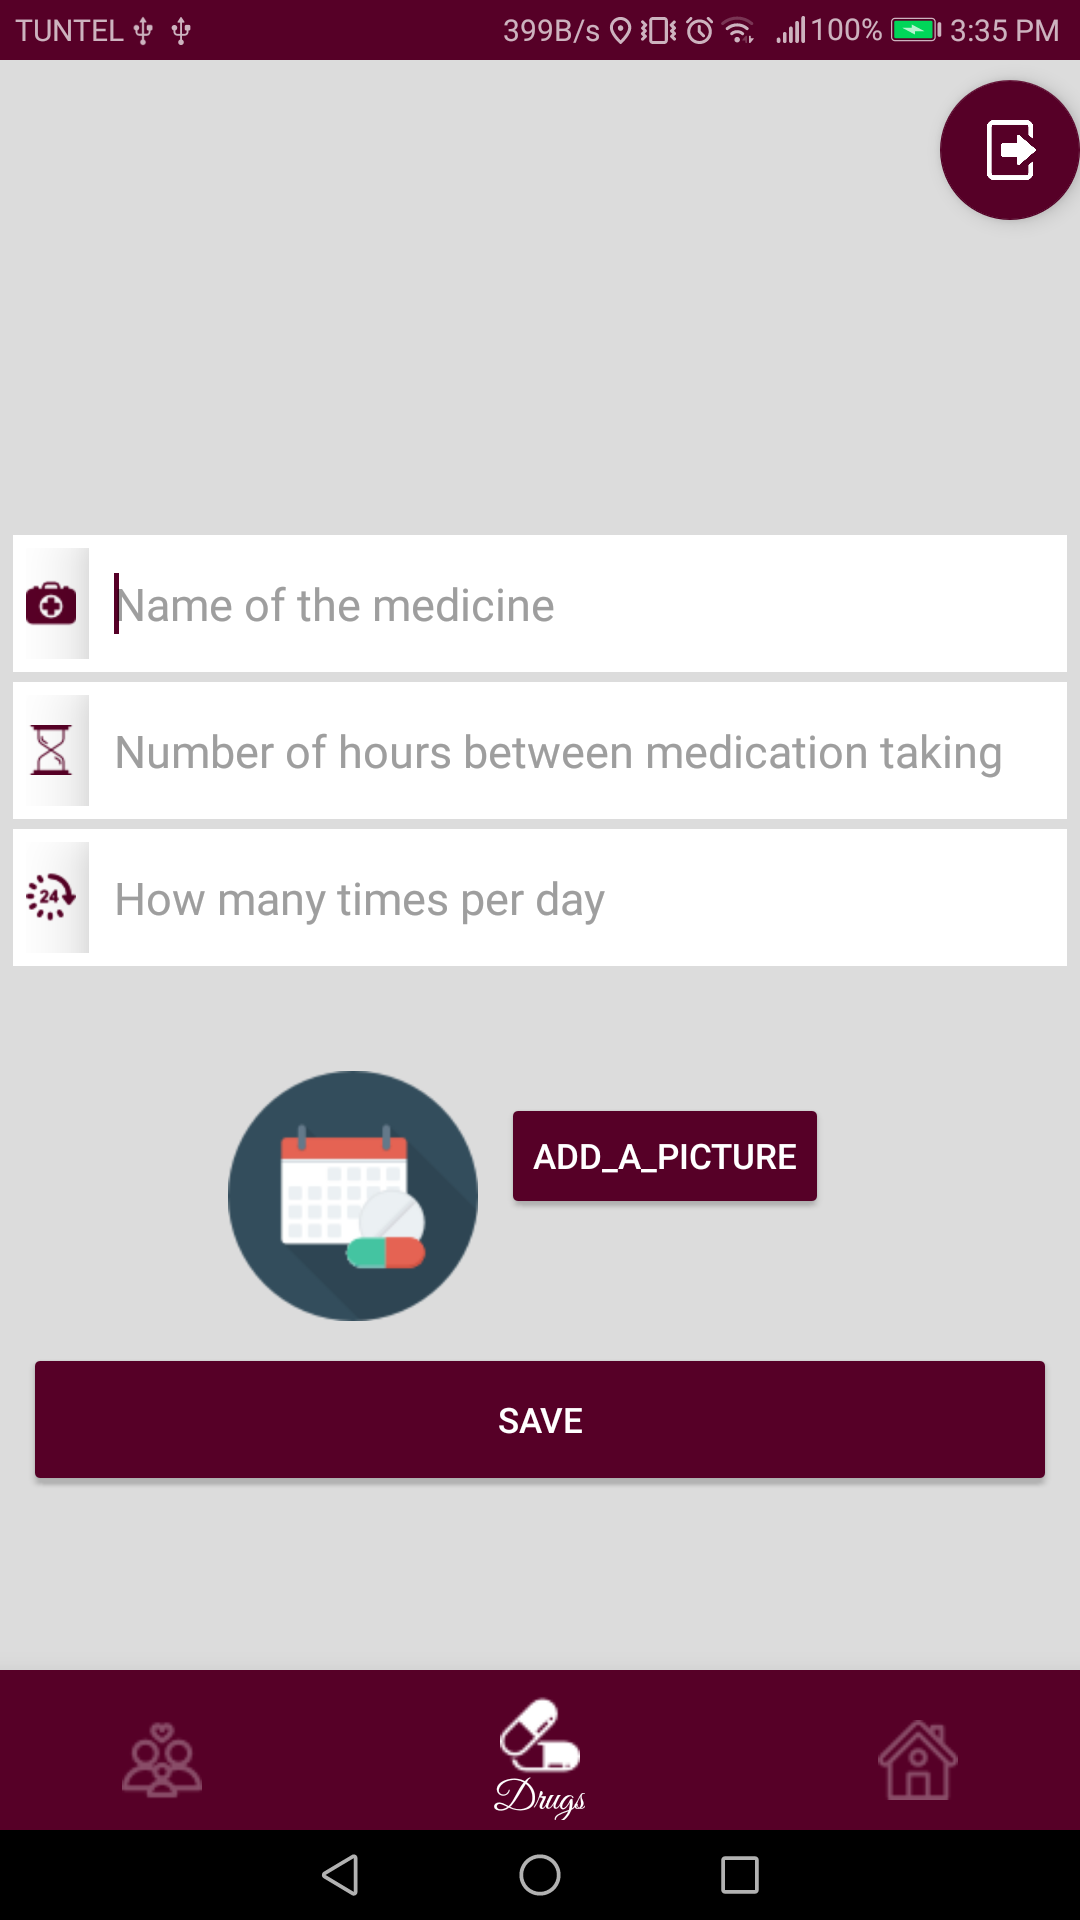 TUNTEL 399B/s 100% 3:35 PM
Name of the medicine
Number of hours between medication taking
24 How many times per day
ADD_A_PICTURE
SAVE
Drugs